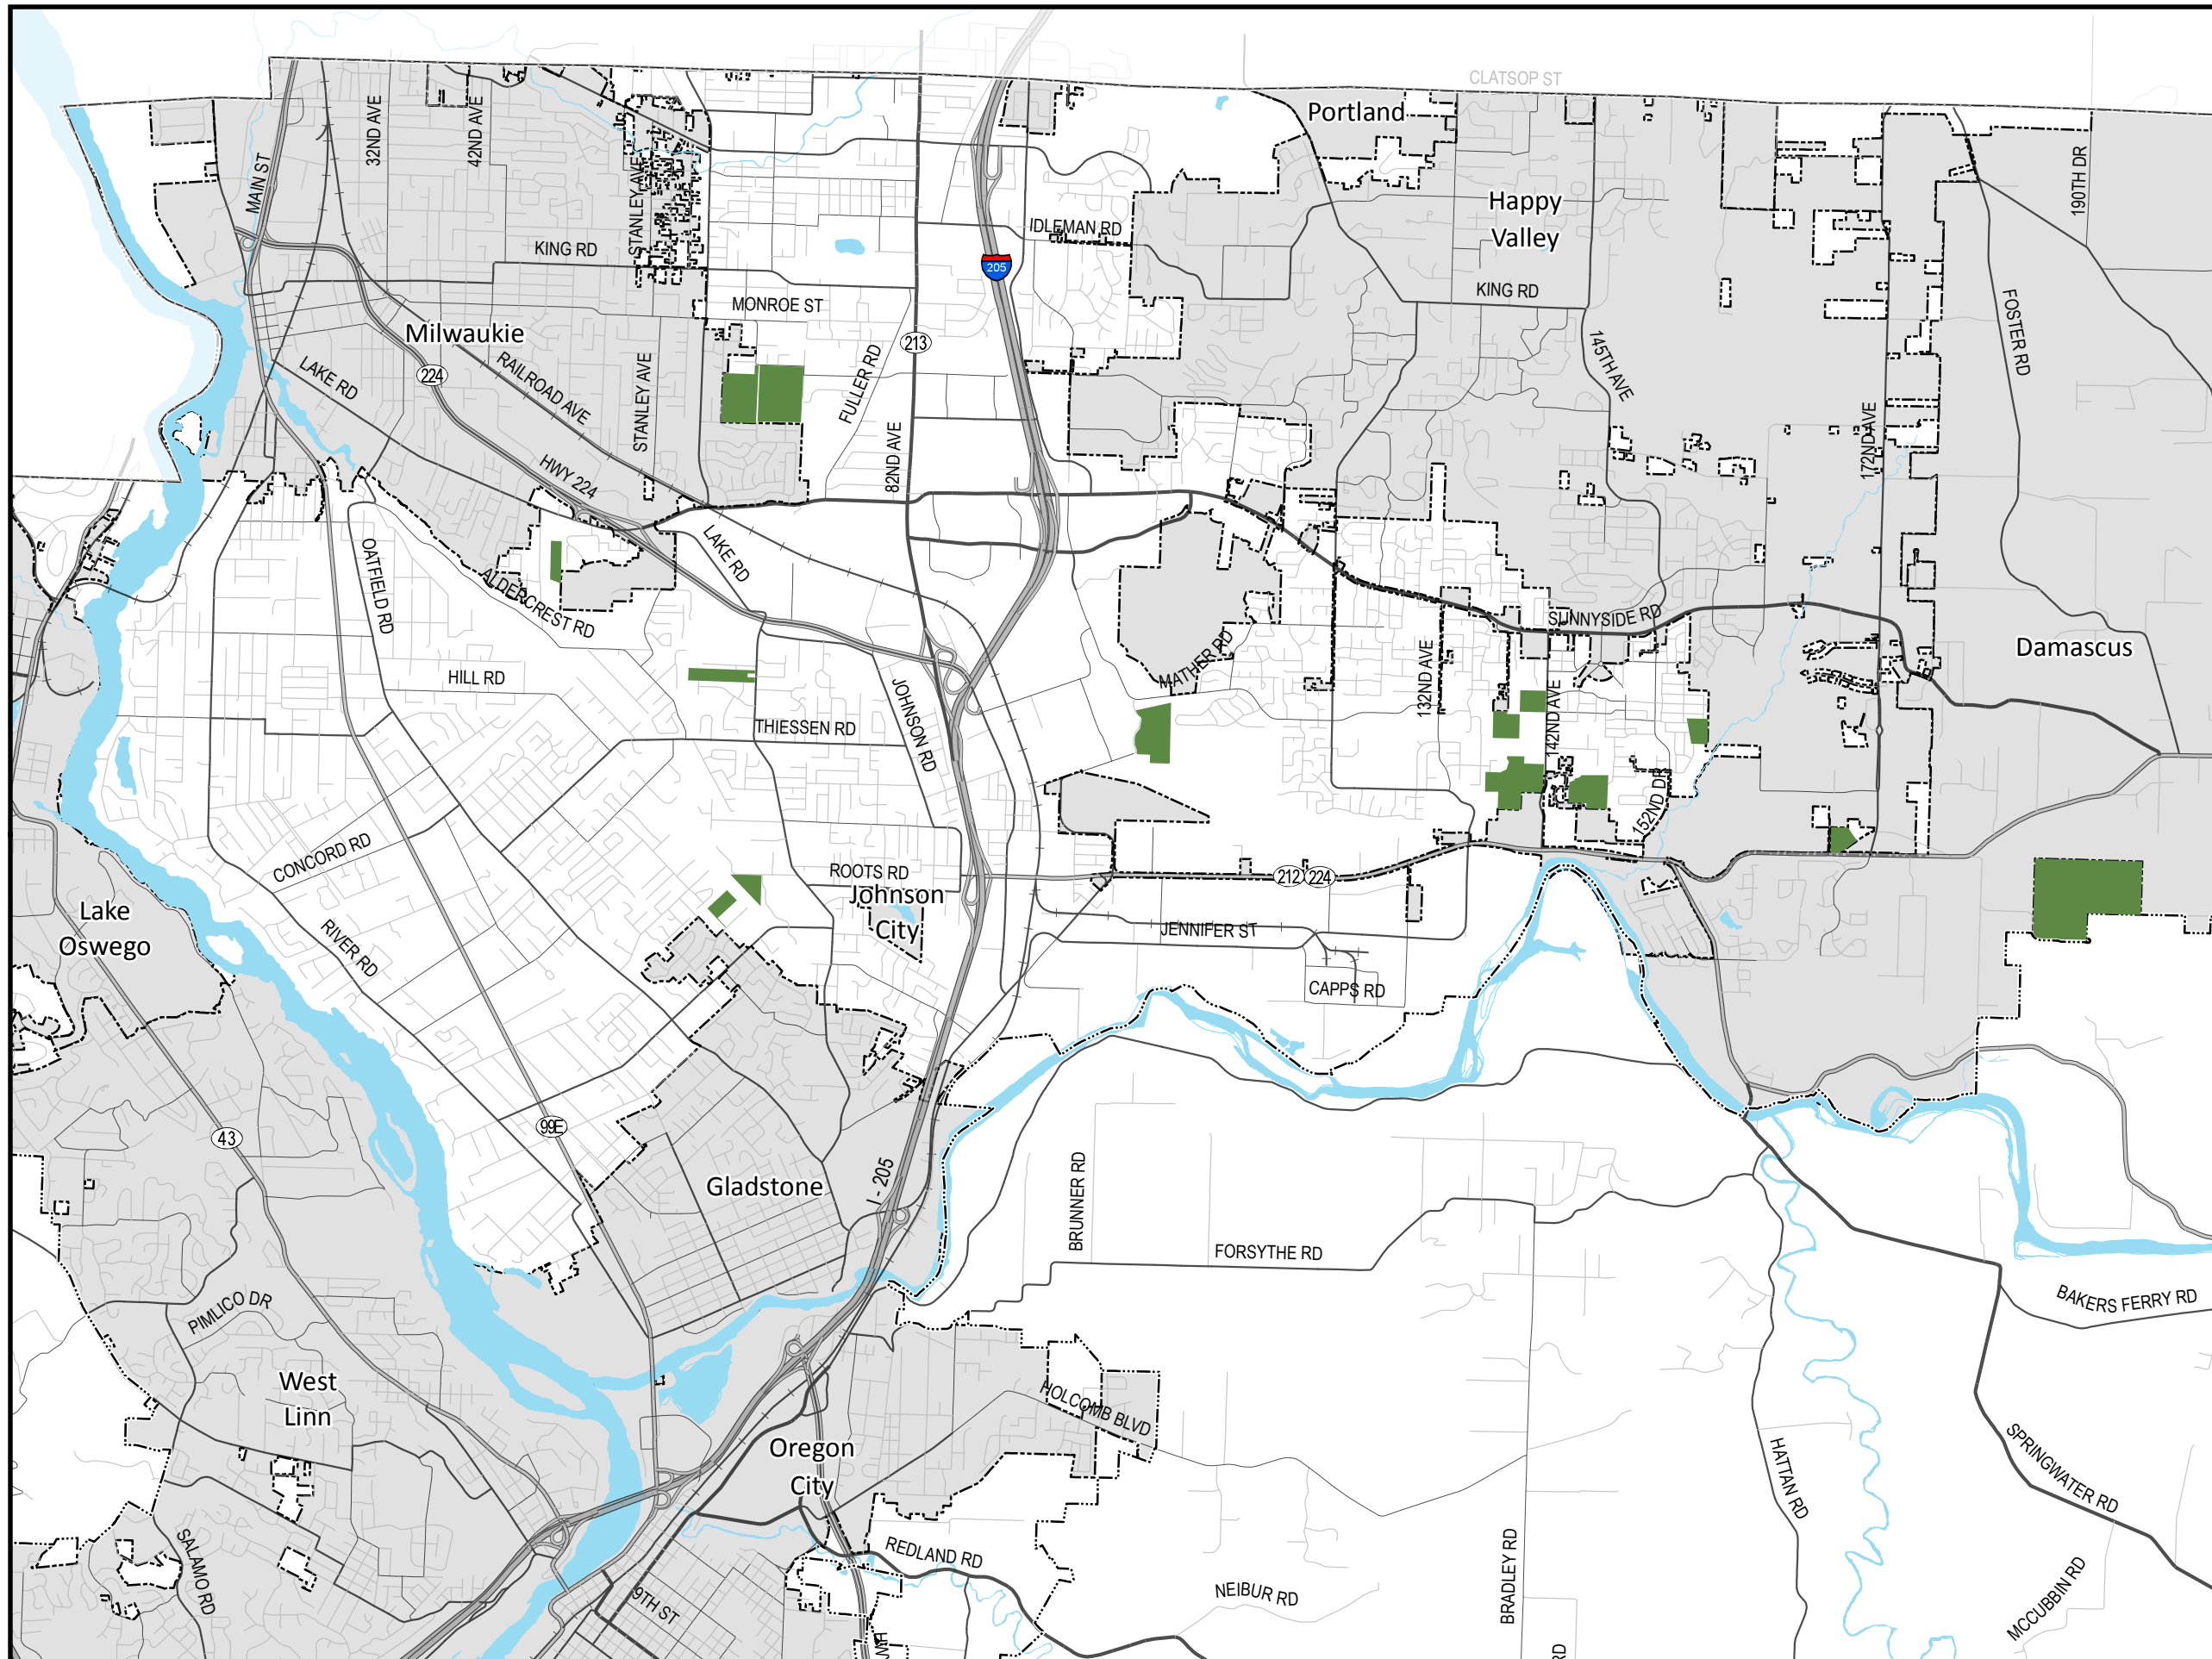 CLATSOP ST
Portland
32ND AVE
42ND AVE
MAIN ST
STANLEY AVE
190TH DR
Happy
Valley
IDLEMAN RD
KING RD
205
MONROE ST
KING RD
FOSTER RD
Milwaukie
213
145TH AVE
LAKE RD
224
RAILROAD AVE
STANLEY AVE
FULLER RD
82ND AVE
172ND AVE
HWY 224
OATFIELD RD
LAKE RD
ALDERCREST RD
SUNNYSIDE RD
Damascus
MATHER RD
132ND AVE
HILL RD
JOHNSON RD
142ND AVE
THIESSEN RD
152ND DR
CONCORD RD
ROOTS RD
212
224
Johnson
City
Lake
Oswego
RIVER RD
JENNIFER ST
CAPPS RD
99E
43
Gladstone
I - 205
BRUNNER RD
FORSYTHE RD
BAKERS FERRY RD
PIMLICO DR
West
Linn
HOLCOMB BLVD
Oregon
City
HATTAN RD
SPRINGWATER RD
SALAMO RD
REDLAND RD
9TH ST
NEIBUR RD
BRADLEY RD
MCCUBBIN RD
RD